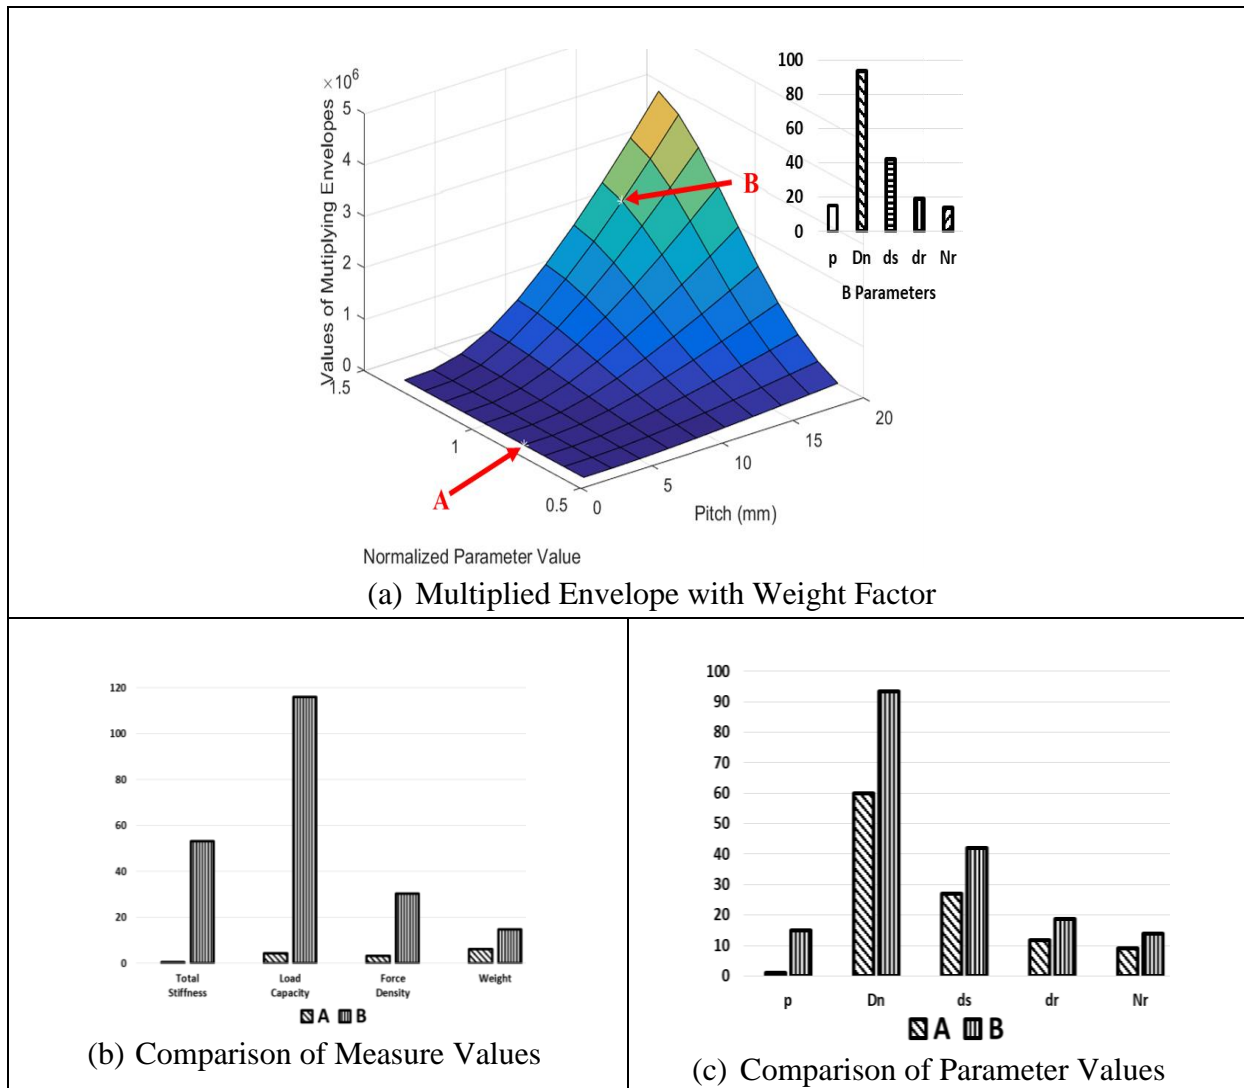 ×10⁶
Values of Mutiplying Envelopes
5
4
3
2
1
0
1.5
1
0.5
0
5
10
15
20
Pitch (mm)
Normalized Parameter Value
A
B
100
80
60
40
20
0
p Dn ds dr Nr
B Parameters
(a) Multiplied Envelope with Weight Factor
120
100
80
60
40
20
0
Total Stiffness
Load Capacity
Force Density
Weight
A B
(b) Comparison of Measure Values
100
90
80
70
60
50
40
30
20
10
0
p Dn ds dr Nr
A B
(c) Comparison of Parameter Values